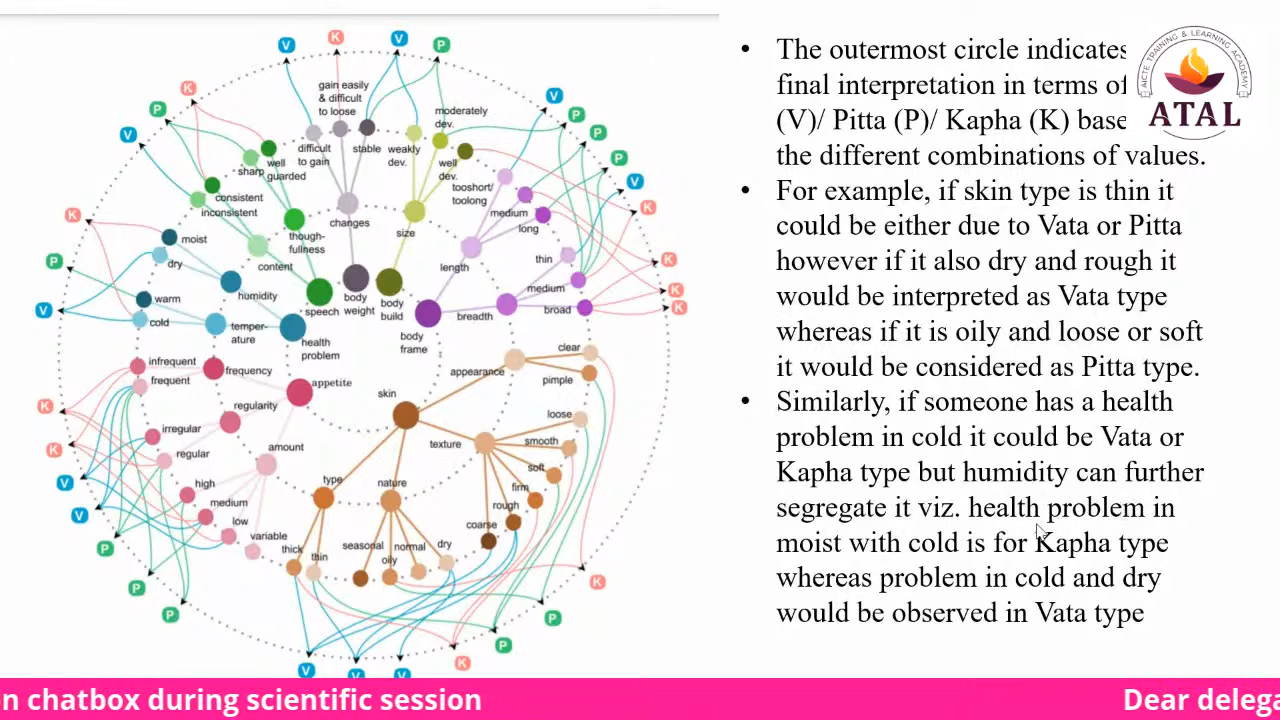 V
K
V
P
K
P
V
K
P
V
K
K
V
V
P
P
P
V
K
V
V
K
P
P
K
K
K
K
K
V
P
P
P
V
gain easily
& difficult
to loose
difficult
to gain
stable
weakly
dev.
moderately
dev.
well
dev.
changes
size
body
weight
body
build
sharp
well
guarded
consistent
inconsistent
though-
fullness
content
speech
moist
dry
humidity
warm
cold
temper-
ature
health
problem
tooshort/
toolong
medium
long
length
thin
medium
broad
breadth
body
frame
infrequent
frequent
frequency
appetite
regularity
irregular
regular
amount
high
medium
low
variable
skin
appearance
clear
pimple
texture
loose
smooth
soft
firm
rough
coarse
type
thick
thin
nature
seasonal
oily
normal
dry
• The outermost circle indicates
final interpretation in terms of
(V)/ Pitta (P)/ Kapha (K)
the different combinations of values.
• For example, if skin type is thin it
could be either due to Vata or Pitta
however if it also dry and rough it
would be interpreted as Vata type
whereas if it is oily and loose or soft
it would be considered as Pitta type.
• Similarly, if someone has a health
problem in cold it could be Vata or
Kapha type but humidity can further
segregate it viz. health problem in
moist with cold is for Kapha type
whereas problem in cold and dry
would be observed in Vata type
AICTE TRAINING & LEARNING ACADEMY
ATAL
on chatbox during scientific session
Dear delega